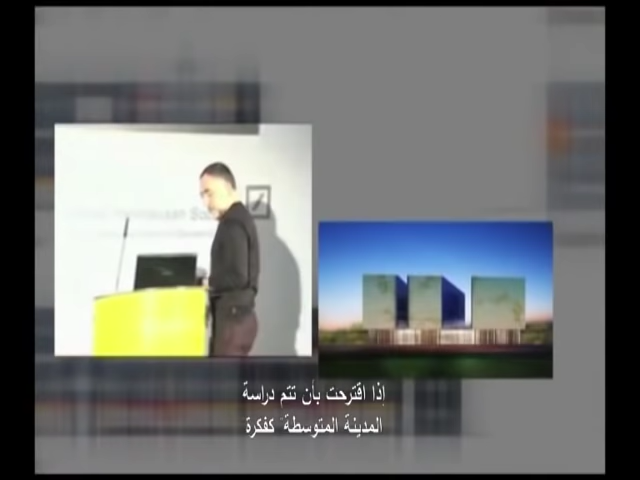 إذا اقترحت بأن تتم دراسة
المدينة المتوسطة كفكرة